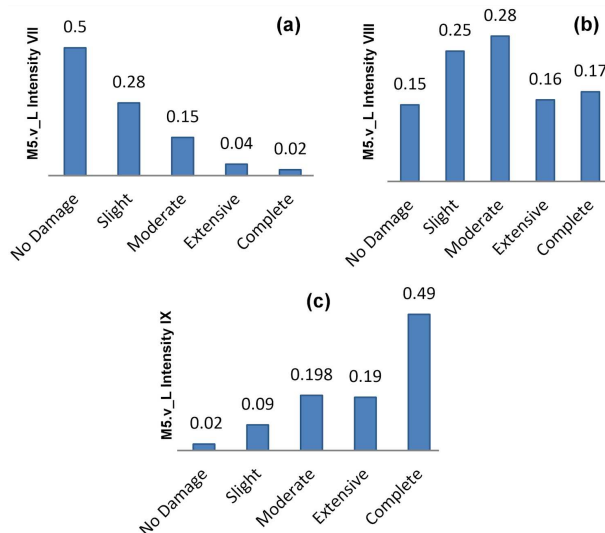 (a)
M5.v_L Intensity VII
0.5
0.28
0.15
0.04
0.02
No Damage
Slight
Moderate
Extensive
Complete
(b)
M5.v_L Intensity VIII
0.15
0.25
0.28
0.16
0.17
No Damage
Slight
Moderate
Extensive
Complete
(c)
M5.v_L Intensity IX
0.02
0.09
0.198
0.19
0.49
No Damage
Slight
Moderate
Extensive
Complete